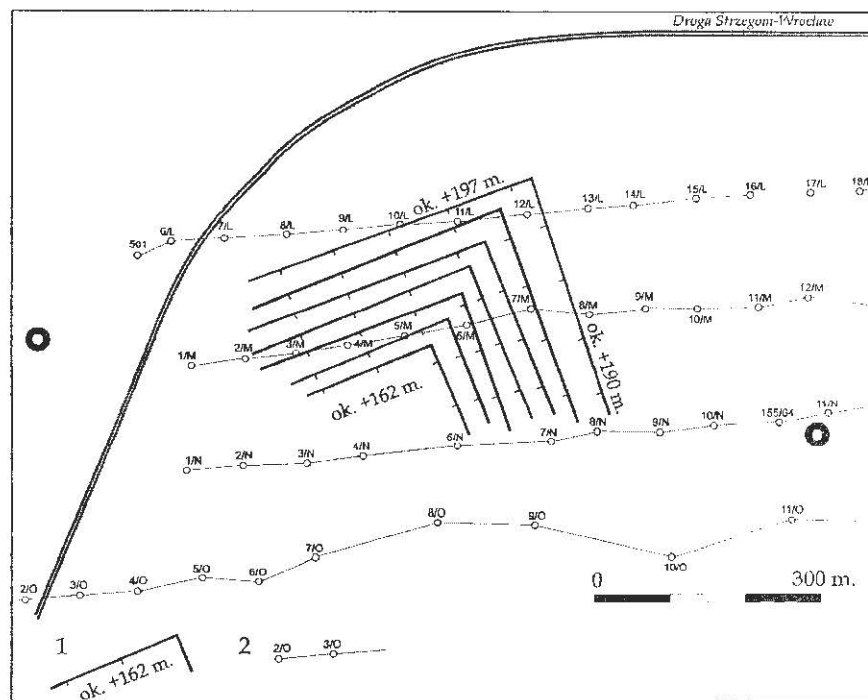 Droga Strzegom-Wrocław
ok. +197 m.
501 6/L 7/L 8/L 9/L 10/L 11/L 12/L 13/L 14/L 15/L 16/L 17/L 18/L
1/M 2/M 3/M 4/M 5/M 6/M 7/M 8/M 9/M 10/M 11/M 12/M
ok. +190 m.
ok. +162 m.
1/N 2/N 3/N 4/N 6/N 7/N 8/N 9/N 10/N 155/64 11/N
2/O 3/O 4/O 5/O 6/O 7/O 8/O 9/O 10/O 11/O
0 300 m.
1 2
ok. +162 m.
2/O 3/O